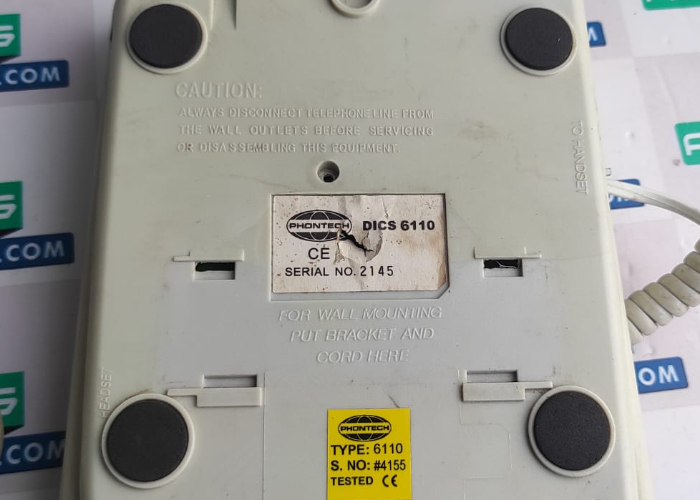 CAUTION:
ALWAYS DISCONNECT TELEPHONE LINE FROM
THE WALL OUTLETS BEFORE SERVICING
OR DISASSEMBLING THIS EQUIPMENT.
TO HANDSET
PHONTECH DICS 6110
CE
SERIAL NO. 2145
FOR WALL MOUNTING
PUT BRACKET AND
CORD HERE
HEADSET
PHONTECH
TYPE: 6110
S. NO: #4155
TESTED CE
.COM
.COM
.COM
OM